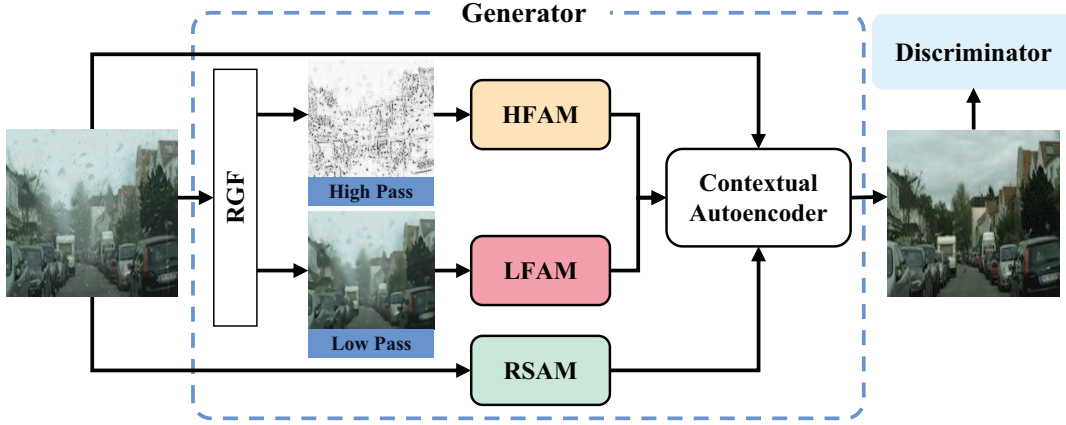 Generator
Discriminator
RGF
High Pass
HFAM
Contextual
Autoencoder
Low Pass
LFAM
RSAM